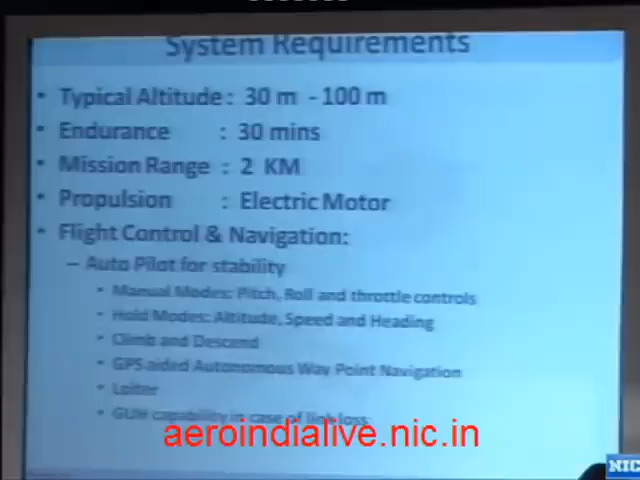 System Requirements
• Typical Altitude : 30 m - 100 m
• Endurance : 30 mins
• Mission Range : 2 KM
• Propulsion : Electric Motor
• Flight Control & Navigation:
– Auto Pilot for stability
• Manual Modes: Pitch, Roll and throttle controls
• Hold Modes: Altitude, Speed and Heading
• Climb and Descend
• GPS aided Autonomous Way Point Navigation
• Loiter
• capability in case of link loss
aeroindialive.nic.in
NIC